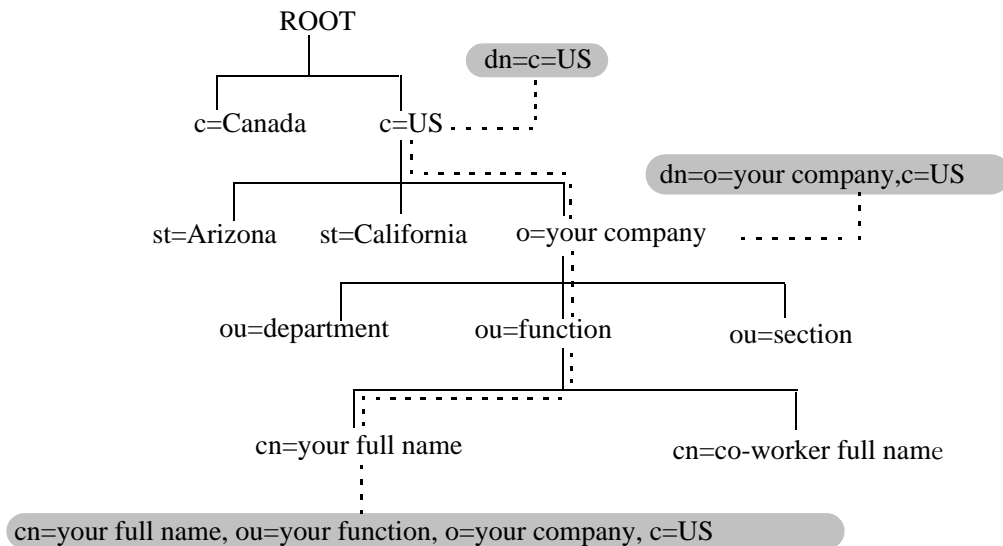 ROOT
dn=c=US
c=Canada
c=US
dn=o=your company,c=US
st=Arizona
st=California
o=your company
ou=department
ou=function
ou=section
cn=your full name
cn=co-worker full name
cn=your full name, ou=your function, o=your company, c=US